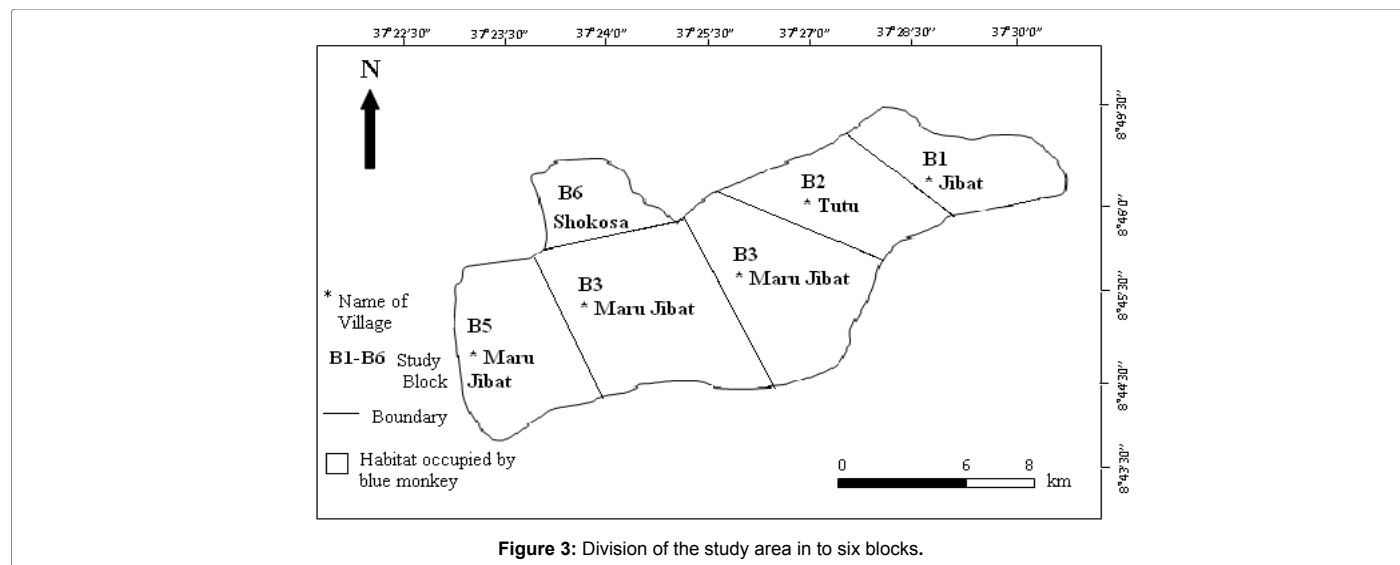 37°22'30" 37°23'30" 37°24'0" 37°25'30" 37°27'0" 37°28'30" 37°30'0"
N
8°49'30"
B1
* Jibat
B2
* Tutu
B6
Shokosa
8°46'0"
B3
* Maru Jibat
B3
* Maru Jibat
8°45'30"
* Name of
Village
B5
* Maru
Jibat
B1-B6 Study
Block
8°44'30"
Boundary
Habitat occupied by
blue monkey
0 6 8
km
8°43'30"
Figure 3: Division of the study area in to six blocks.